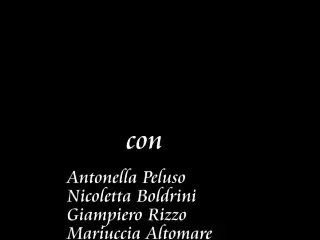 con
Antonella Peluso
Nicoletta Boldrini
Giampiero Rizzo
Mariuccia Altomare